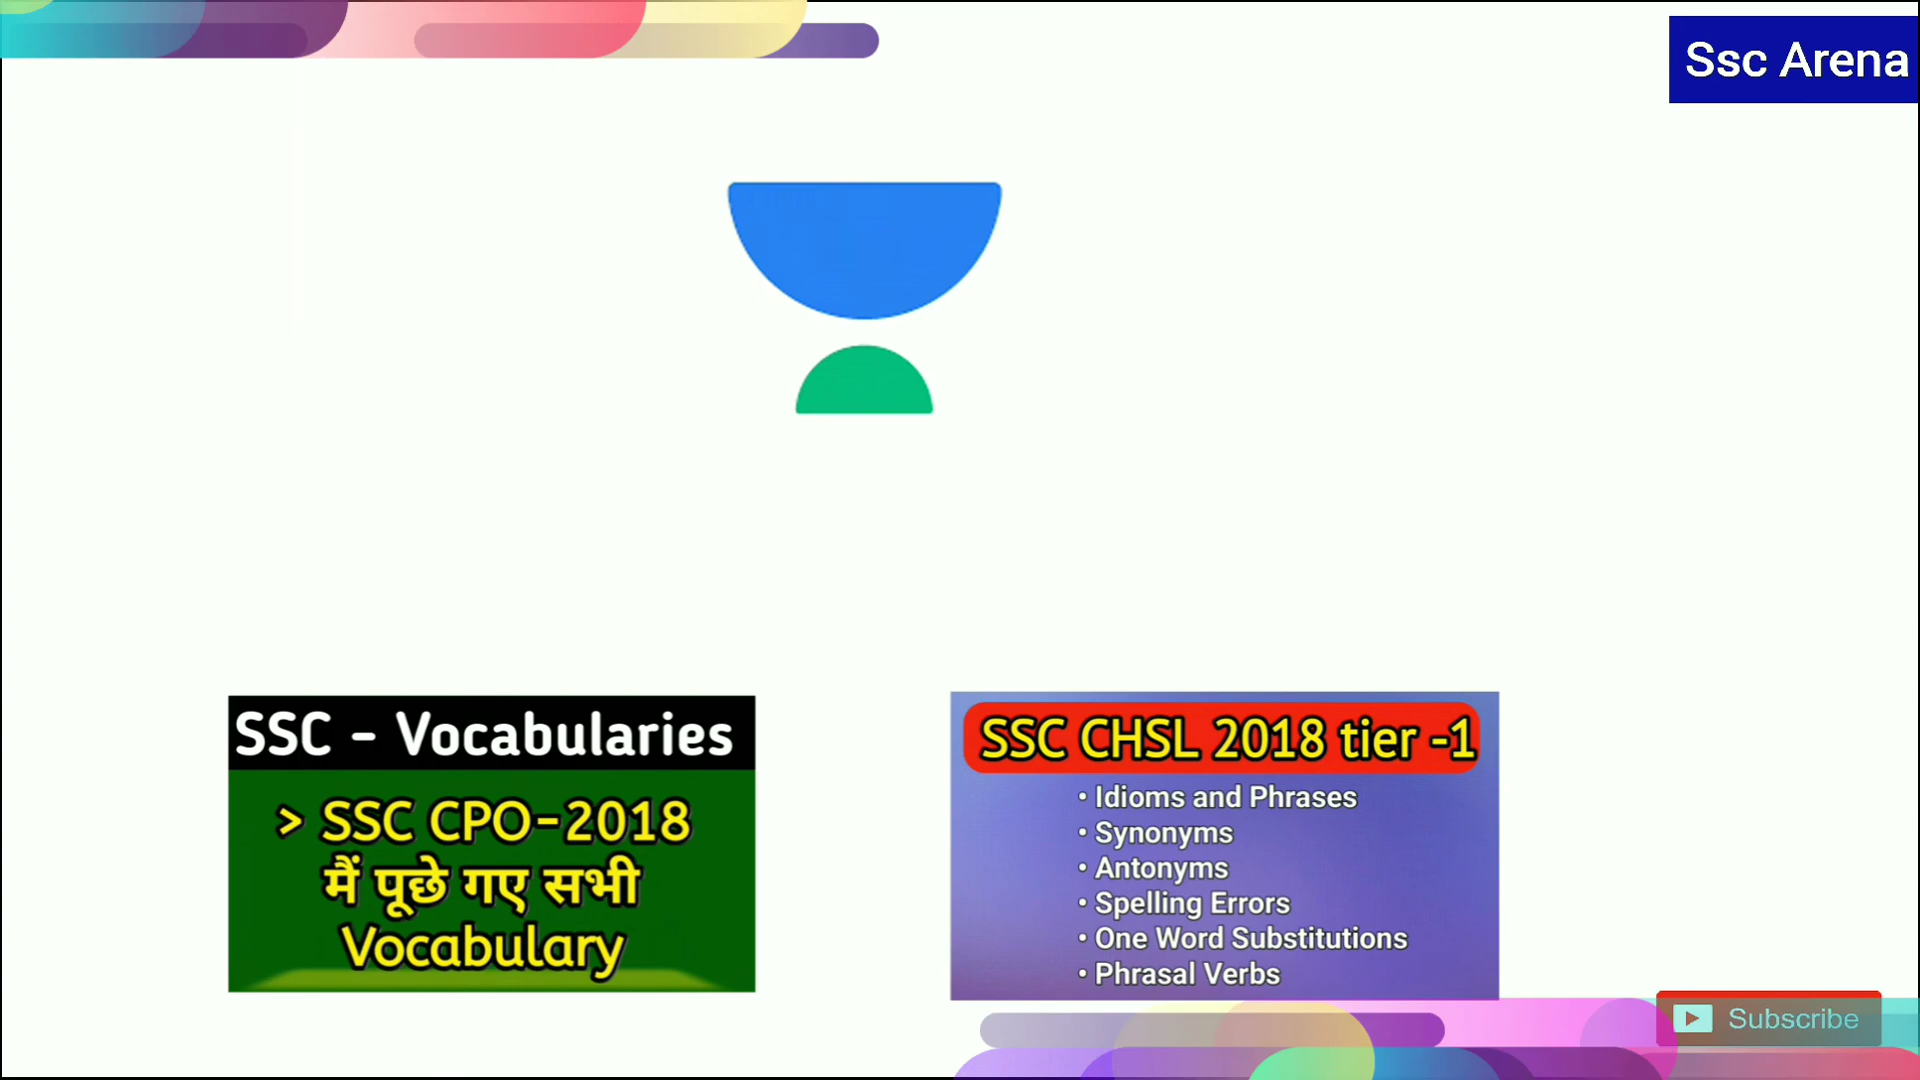 Ssc Arena
SSC - Vocabularies
> SSC CPO-2018
मैं पूछे गए सभी
Vocabulary
SSC CHSL 2018 tier -1
• Idioms and Phrases
• Synonyms
• Antonyms
• Spelling Errors
• One Word Substitutions
• Phrasal Verbs
Subscribe